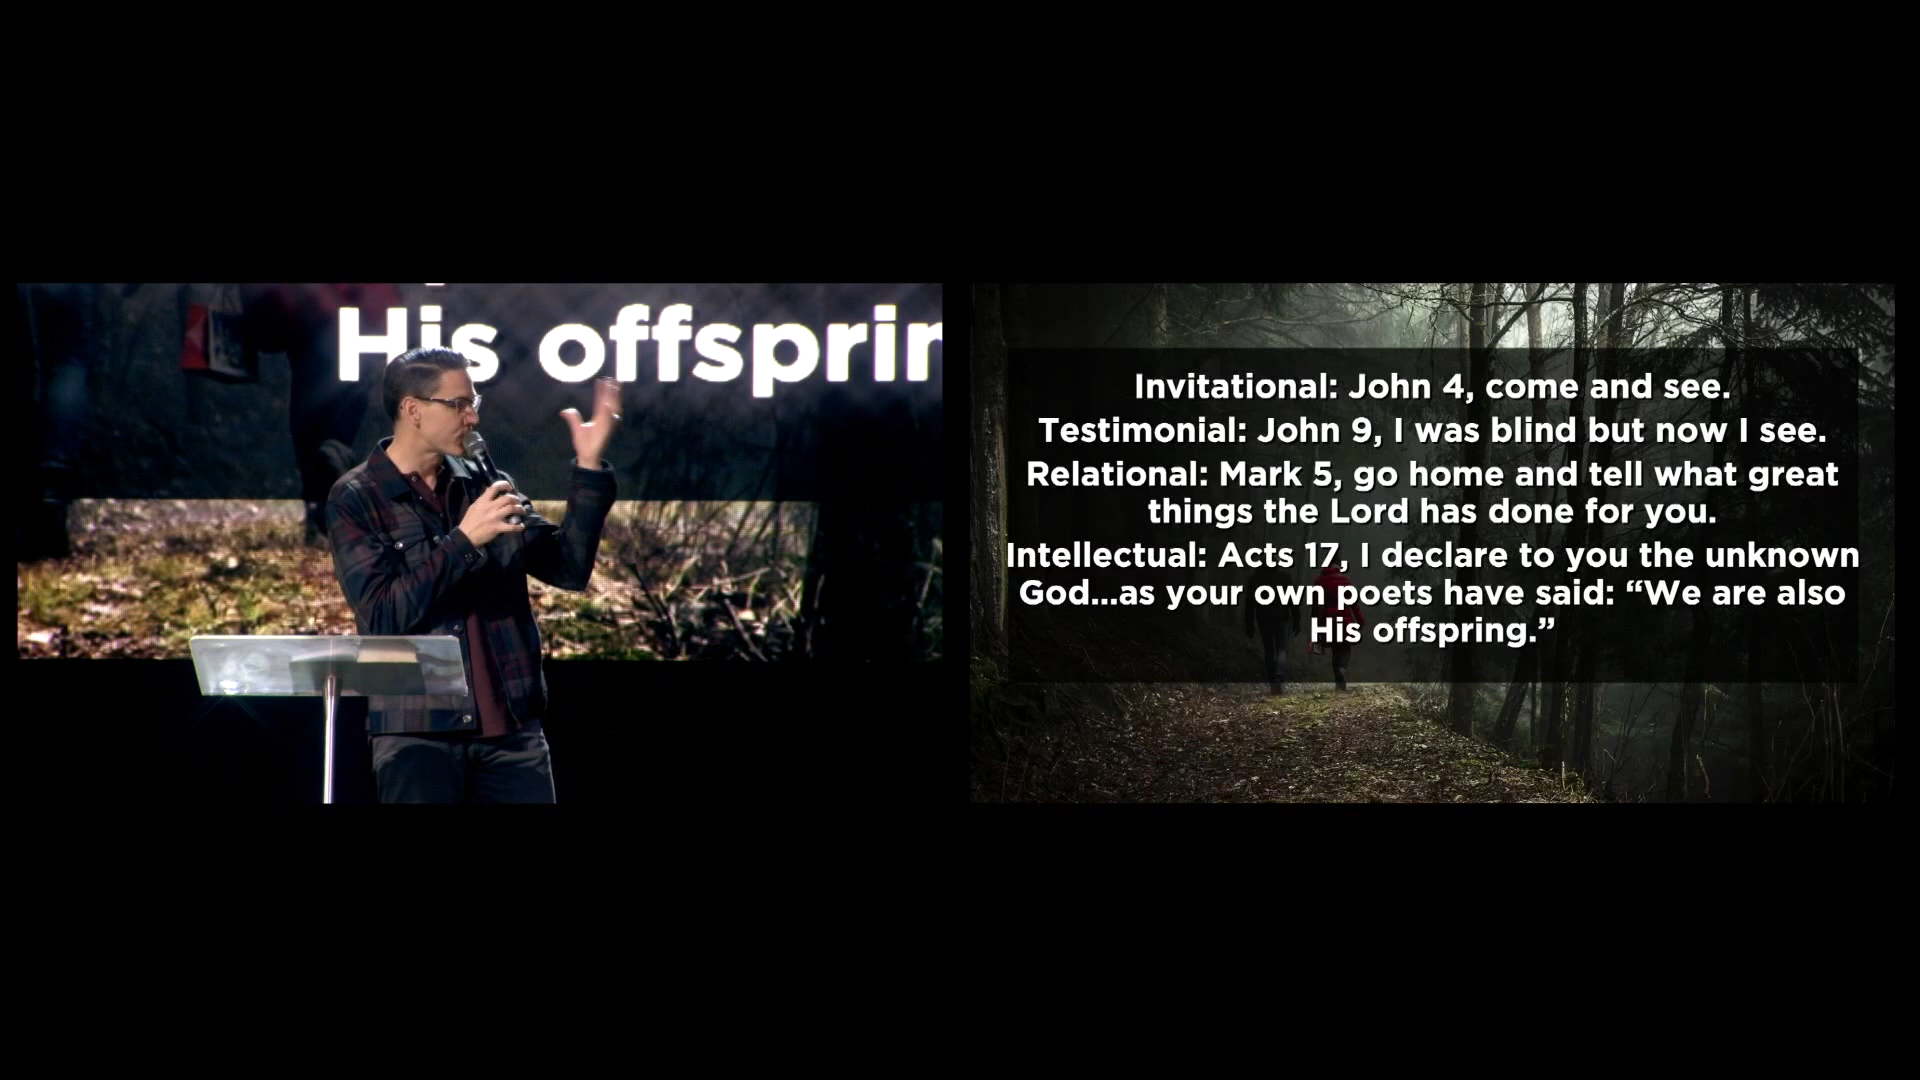 His offsprin
Invitational: John 4, come and see.
Testimonial: John 9, I was blind but now I see.
Relational: Mark 5, go home and tell what great
things the Lord has done for you.
Intellectual: Acts 17, I declare to you the unknown
God...as your own poets have said: “We are also
His offspring.”